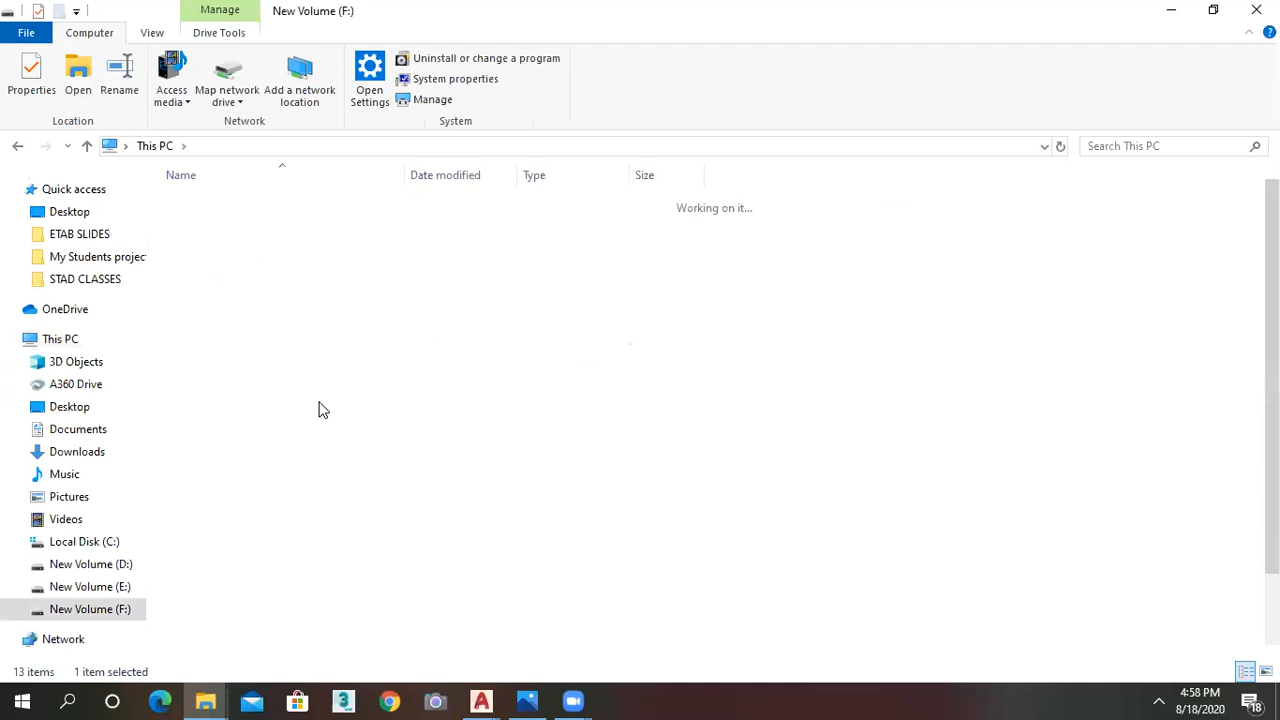 Manage
New Volume (F:)
File
Computer
View
Drive Tools
Properties
Open
Rename
Access media
Map network drive
Add a network location
Open Settings
Uninstall or change a program
System properties
Manage
Location
Network
System
This PC
Search This PC
Name
Date modified
Type
Size
Working on it...
Quick access
Desktop
ETAB SLIDES
My Students projec
STAD CLASSES
OneDrive
This PC
3D Objects
A360 Drive
Desktop
Documents
Downloads
Music
Pictures
Videos
Local Disk (C:)
New Volume (D:)
New Volume (E:)
New Volume (F:)
Network
13 items
1 item selected
4:58 PM
8/18/2020
18